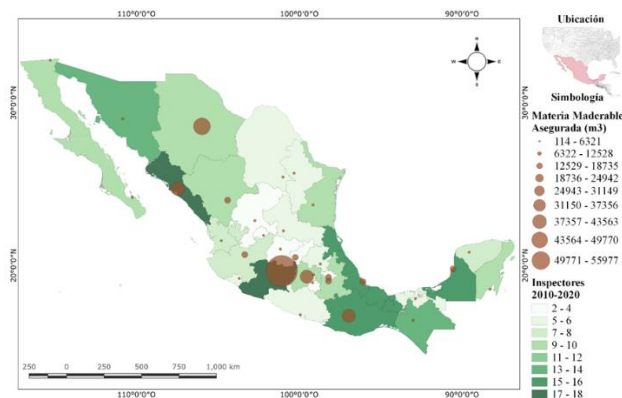 110°0'0"O 100°0'0"O 90°0'0"O
Ubicación
N
W E
S
Simbología
30°0'0"N
30°0'0"N
Materia Maderable
Asegurada (m3)
114 - 6321
6322 - 12528
12529 - 18735
18736 - 24942
24943 - 31149
31150 - 37356
37357 - 43563
43564 - 49770
49771 - 55977
20°0'0"N
20°0'0"N
Inspectores
2010-2020
2 - 4
5 - 6
7 - 8
9 - 10
11 - 12
13 - 14
15 - 16
17 - 18
250 0 250 500 750 1,000 km
110°0'0"O 100°0'0"O 90°0'0"O